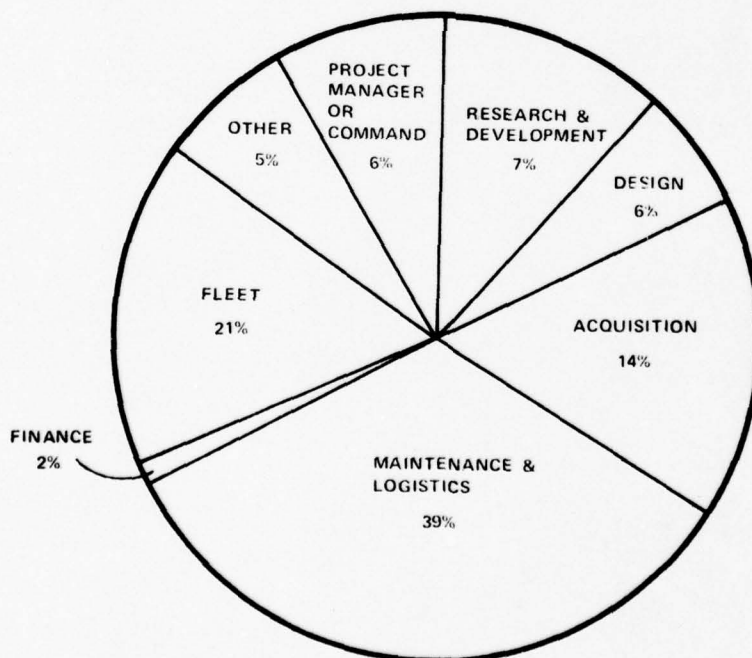 PROJECT
MANAGER
OR
COMMAND
6%
RESEARCH &
DEVELOPMENT
7%
DESIGN
6%
ACQUISITION
14%
MAINTENANCE &
LOGISTICS
39%
FINANCE
2%
FLEET
21%
OTHER
5%